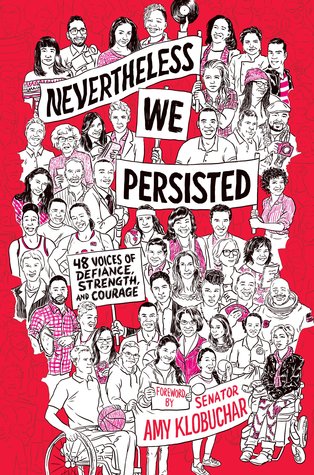 NEVERTHELESS
WE
PERSISTED
48 VOICES OF
DEFIANCE,
STRENGTH,
AND COURAGE
FOREWORD
BY
SENATOR
AMY KLOBUCHAR